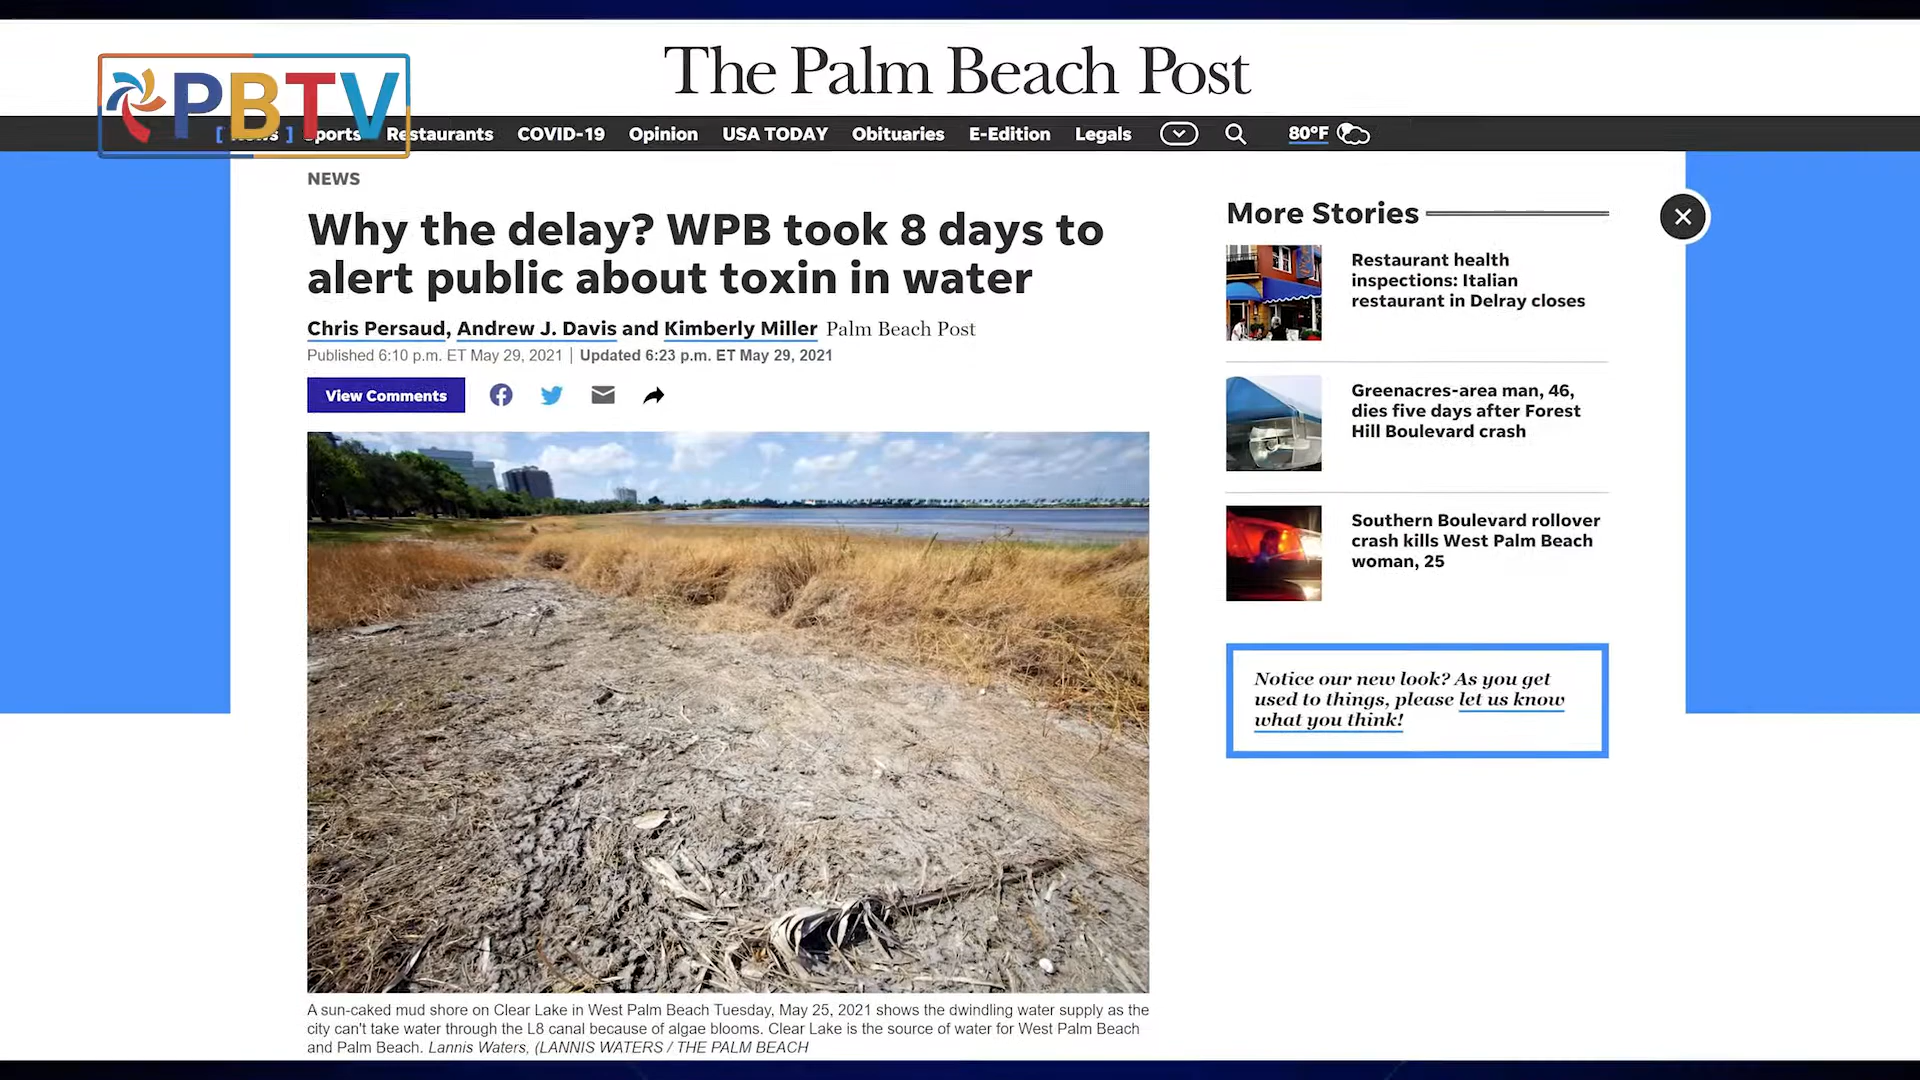 PBTV
The Palm Beach Post
[ News ] Sports Restaurants COVID-19 Opinion USA TODAY Obituaries E-Edition Legals 80°F
NEWS
Why the delay? WPB took 8 days to
alert public about toxin in water
Chris Persaud, Andrew J. Davis and Kimberly Miller Palm Beach Post
Published 6:10 p.m. ET May 29, 2021 | Updated 6:23 p.m. ET May 29, 2021
View Comments
A sun-caked mud shore on Clear Lake in West Palm Beach Tuesday, May 25, 2021 shows the dwindling water supply as the
city can't take water through the L8 canal because of algae blooms. Clear Lake is the source of water for West Palm Beach
and Palm Beach. Lannis Waters, (LANNIS WATERS / THE PALM BEACH
More Stories
Restaurant health
inspections: Italian
restaurant in Delray closes
Greenacres-area man, 46,
dies five days after Forest
Hill Boulevard crash
Southern Boulevard rollover
crash kills West Palm Beach
woman, 25
Notice our new look? As you get
used to things, please let us know
what you think!